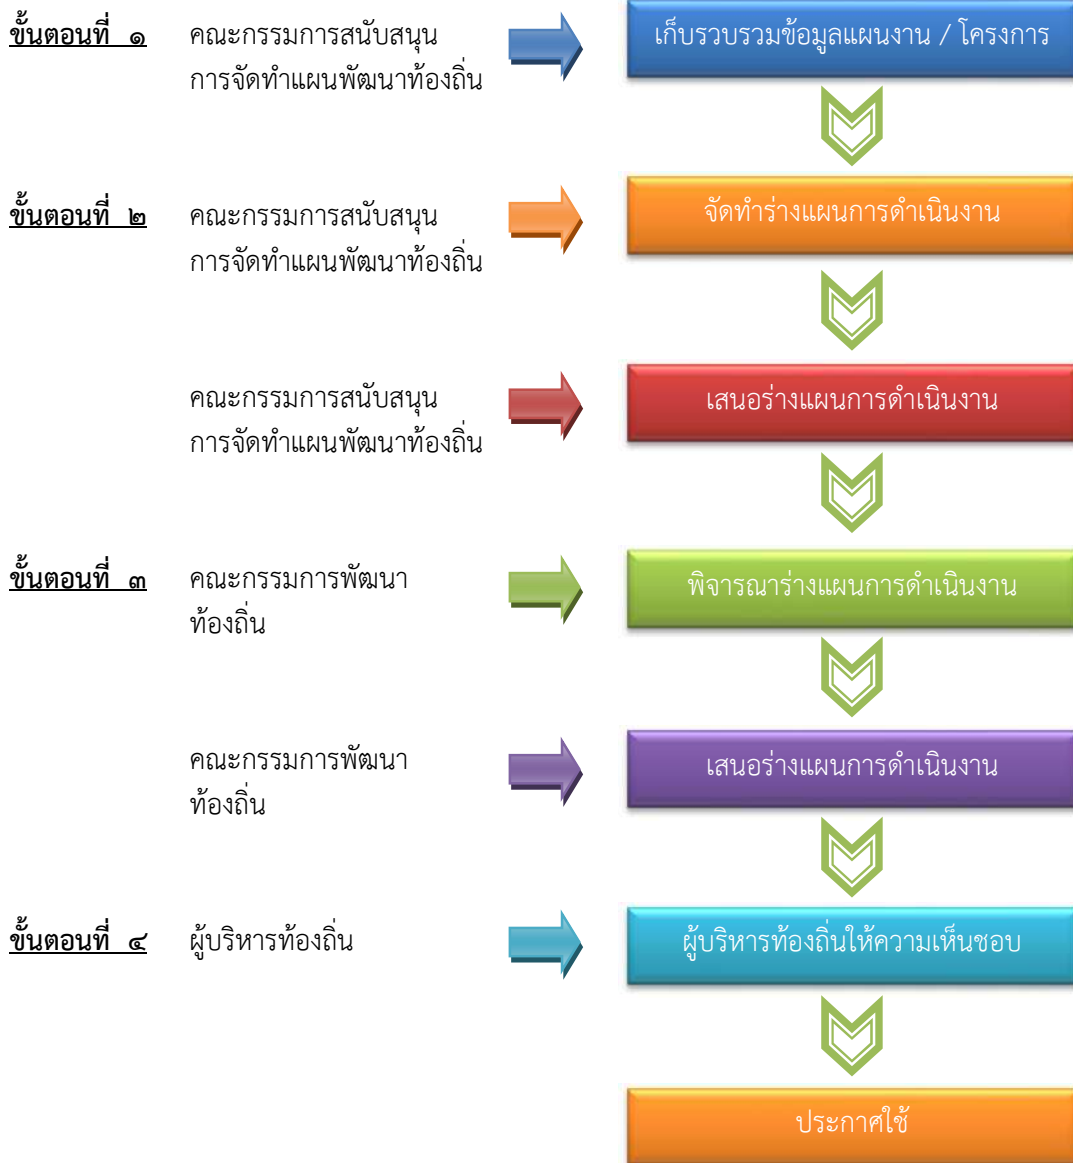 ขั้นตอนที่ ๑ คณะกรรมการสนับสนุน เก็บรวบรวมข้อมูลแผนงาน / โครงการ
การจัดทำแผนพัฒนาท้องถิ่น
ขั้นตอนที่ ๒ คณะกรรมการสนับสนุน จัดทำร่างแผนการดำเนินงาน
การจัดทำแผนพัฒนาท้องถิ่น
คณะกรรมการสนับสนุน เสนอร่างแผนการดำเนินงาน
การจัดทำแผนพัฒนาท้องถิ่น
ขั้นตอนที่ ๓ คณะกรรมการพัฒนา พิจารณาร่างแผนการดำเนินงาน
ท้องถิ่น
คณะกรรมการพัฒนา เสนอร่างแผนการดำเนินงาน
ท้องถิ่น
ขั้นตอนที่ ๔ ผู้บริหารท้องถิ่น ผู้บริหารท้องถิ่นให้ความเห็นชอบ
ประกาศใช้